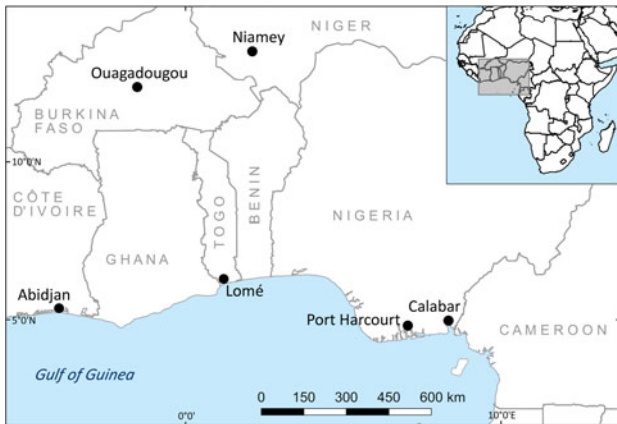 NIGER
Niamey
Ouagadougou
BURKINA
FASO
10°0'N
CÔTE
D'IVOIRE
GHANA
TOGO
BENIN
NIGERIA
Abidjan
Lomé
Calabar
Port Harcourt
5°0'N
CAMEROON
Gulf of Guinea
0 150 300 450 600 km
0°0'
10°0'E